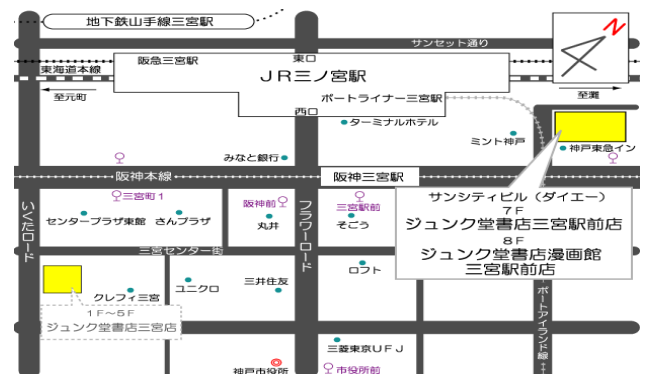 地下鉄山手線三宮駅
サンセット通り
N
阪急三宮駅
東口
東海道本線
JR三ノ宮駅
至元町
至灘
ポートライナー三宮駅
西口
ターミナルホテル
ミント神戸
神戸東急イン
みなと銀行
阪神本線
阪神三宮駅
三宮町1
阪神前
三宮駅前
センタープラザ東館
さんプラザ
丸井
そごう
いくたロード
フラワーロード
サンシティビル(ダイエー)
7F
ジュンク堂書店三宮駅前店
8F
ジュンク堂書店漫画館
三宮駅前店
三宮センター街
ロフト
ユニクロ
三井住友
クレフィ三宮
1F~5F
ジュンク堂書店三宮店
ポートアイランド線
三菱東京UFJ
神戸市役所
市役所前